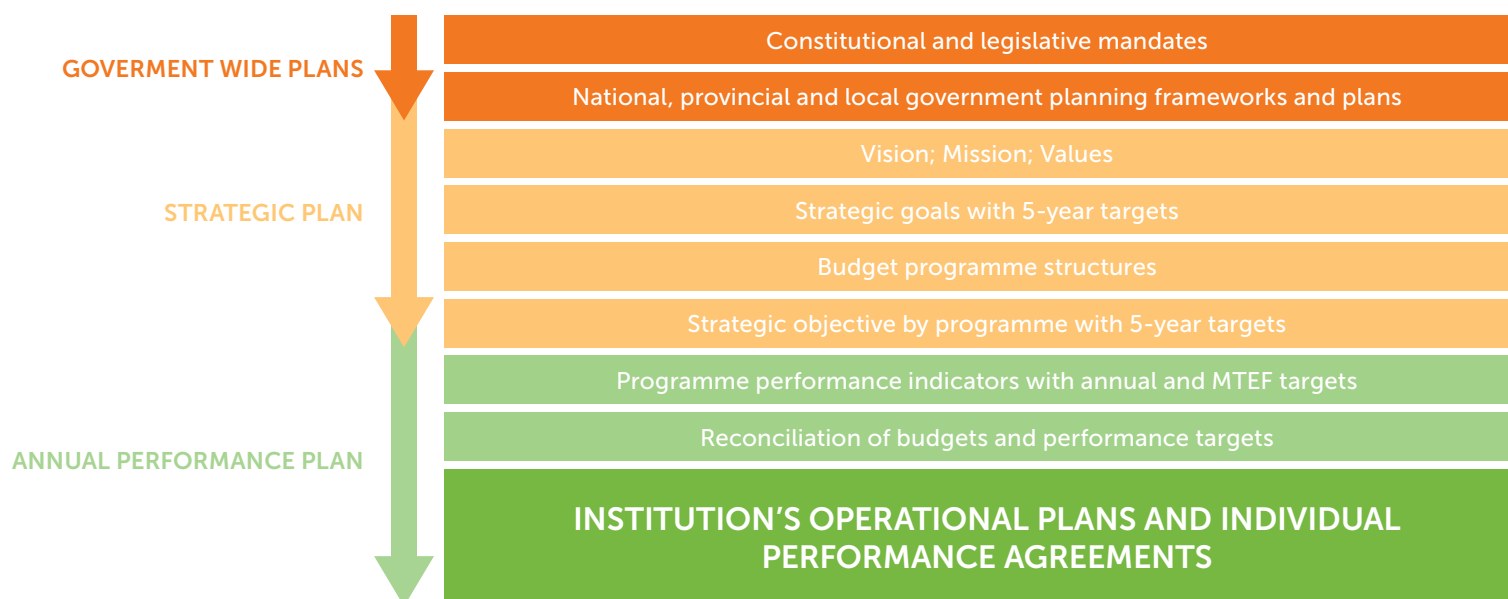 GOVERMENT WIDE PLANS
Constitutional and legislative mandates
National, provincial and local government planning frameworks and plans
STRATEGIC PLAN
Vision; Mission; Values
Strategic goals with 5-year targets
Budget programme structures
Strategic objective by programme with 5-year targets
ANNUAL PERFORMANCE PLAN
Programme performance indicators with annual and MTEF targets
Reconciliation of budgets and performance targets
INSTITUTION’S OPERATIONAL PLANS AND INDIVIDUAL
PERFORMANCE AGREEMENTS